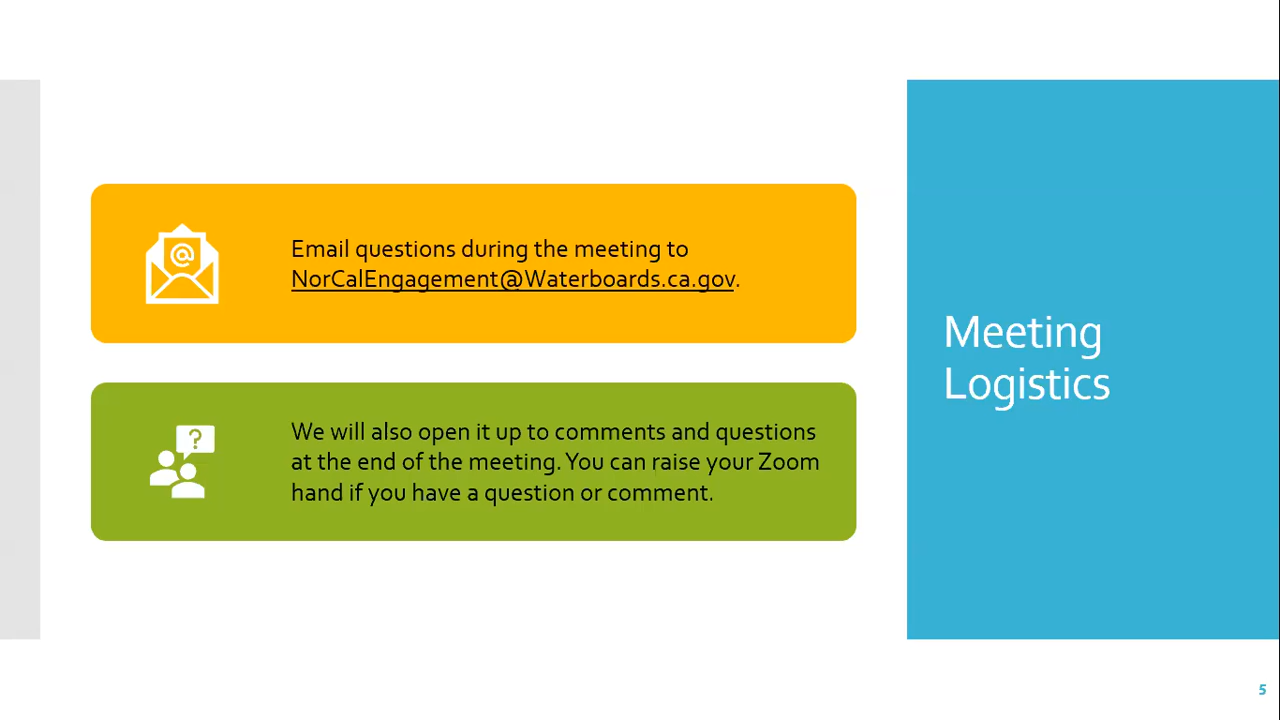 Email questions during the meeting to
NorCalEngagement@Waterboards.ca.gov.
We will also open it up to comments and questions
at the end of the meeting. You can raise your Zoom
hand if you have a question or comment.
Meeting
Logistics
5